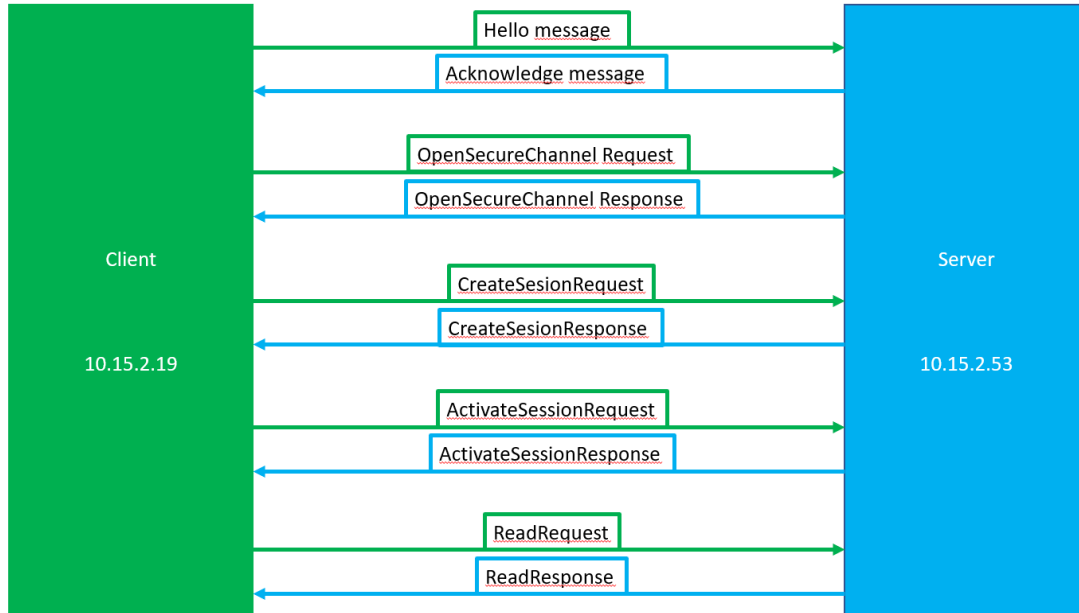 Hello message
Acknowledge message
OpenSecureChannel Request
OpenSecureChannel Response
Client
Server
CreateSesionRequest
CreateSesionResponse
10.15.2.19
10.15.2.53
ActivateSessionRequest
ActivateSessionResponse
ReadRequest
ReadResponse